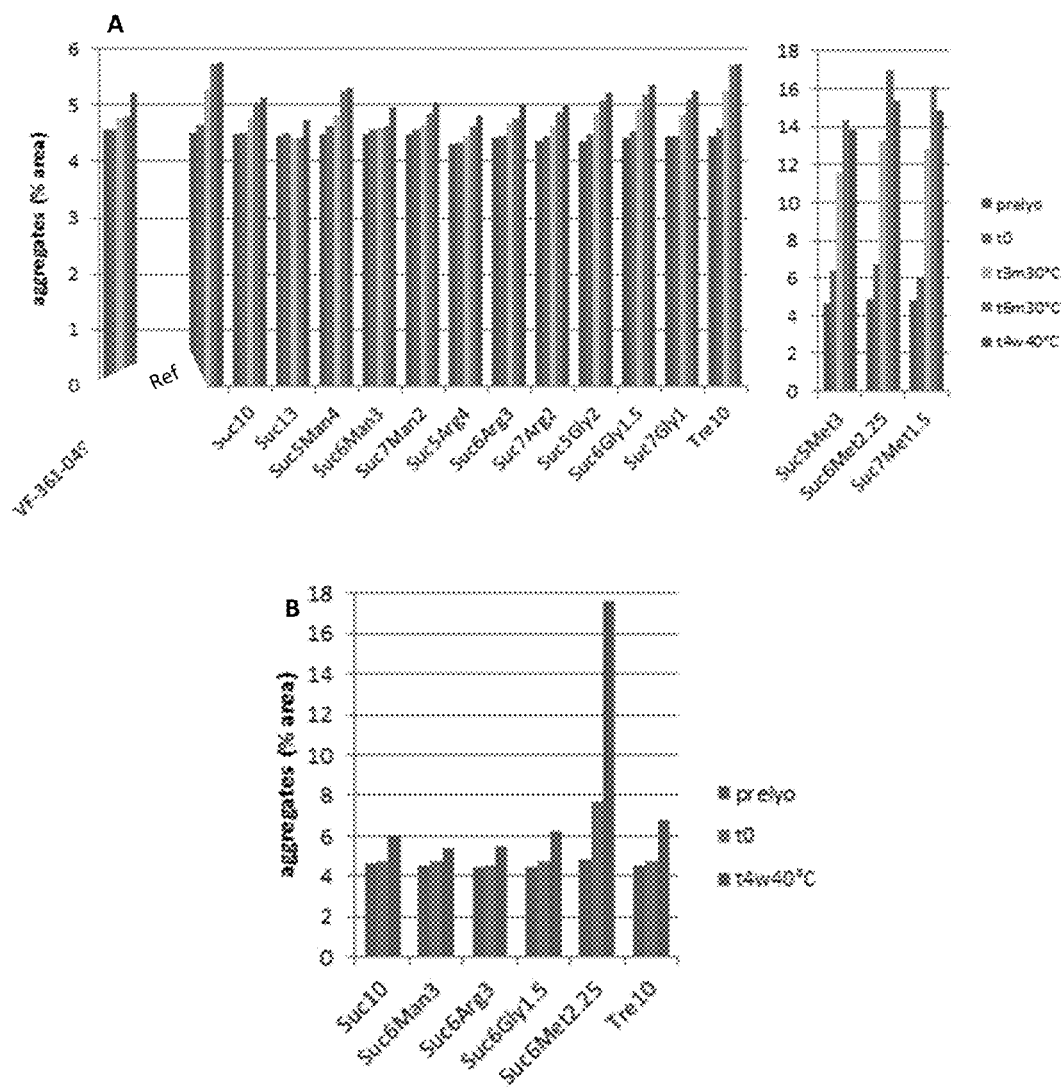 A
aggregates (% area)
6
5
4
3
2
1
0
Ref
Suc10
Suc13
Suc5Man4
Suc6Man3
Suc7Man2
Suc5Arg4
Suc6Arg3
Suc7Arg2
Suc5Gly2
Suc6Gly1.5
Suc7Gly1
Tre10
18
16
14
12
10
8
6
4
2
0
Suc5Met3
Suc6Met2.25
Suc7Met1.5
prelyo
t0
t3m30°C
t6m30°C
t4w40°C
B
aggregates (% area)
18
16
14
12
10
8
6
4
2
0
Suc10
Suc6Man3
Suc6Arg3
Suc6Gly1.5
Suc6Met2.25
Tre10
prelyo
t0
t4w40°C